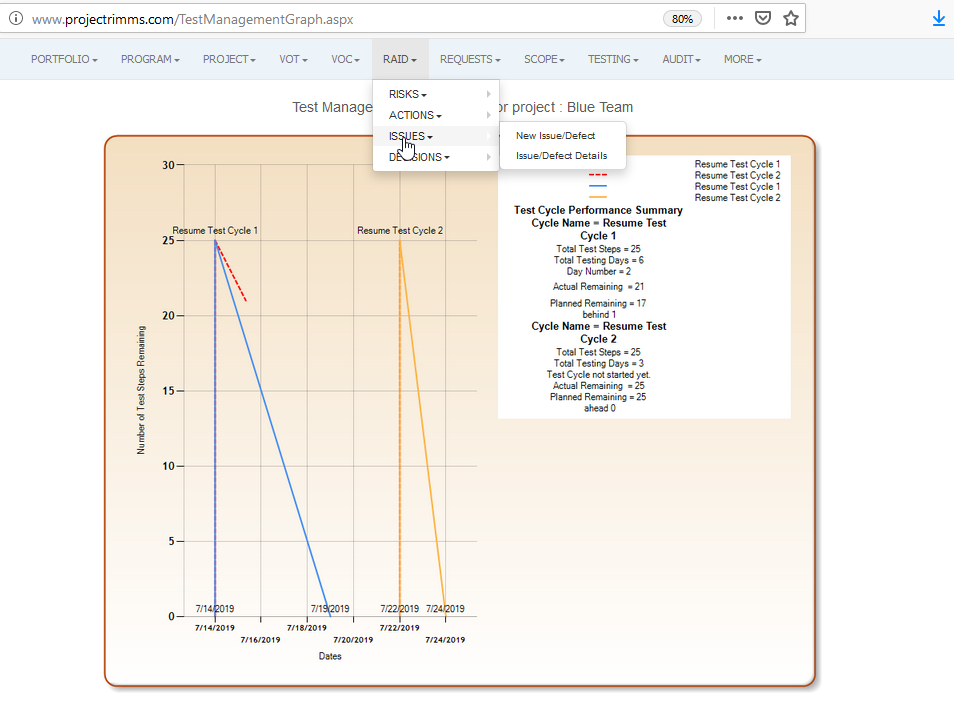 www.projectrimms.com/TestManagementGraph.aspx
80%
PORTFOLIO PROGRAM PROJECT VOT VOC RAID REQUESTS SCOPE TESTING AUDIT MORE
RISKS
ACTIONS
ISSUES
New Issue/Defect
Issue/Defect Details
Test Manage or project : Blue Team
30
25
20
15
10
5
0
Number of Test Steps Remaining
Resume Test Cycle 1
Resume Test Cycle 2
7/14/2019 7/19/2019 7/22/2019 7/24/2019
7/14/2019 7/18/2019 7/22/2019
7/16/2019 7/20/2019 7/24/2019
Dates
Resume Test Cycle 1
Resume Test Cycle 2
Resume Test Cycle 1
Resume Test Cycle 2
Test Cycle Performance Summary
Cycle Name = Resume Test
Cycle 1
Total Test Steps = 25
Total Testing Days = 6
Day Number = 2
Actual Remaining = 21
Planned Remaining = 17
behind 1
Cycle Name = Resume Test
Cycle 2
Total Test Steps = 25
Total Testing Days = 3
Test Cycle not started yet.
Actual Remaining = 25
Planned Remaining = 25
ahead 0